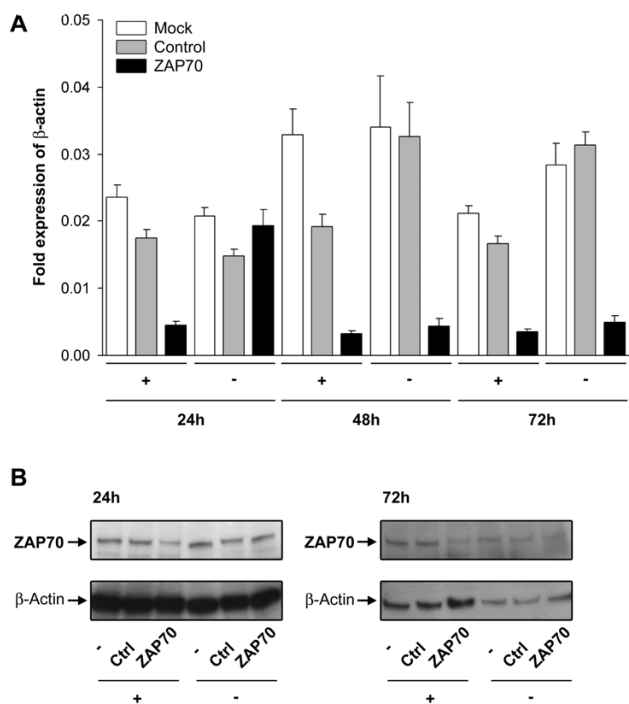 A
0.05
0.04
0.03
0.02
0.01
0.00
Fold expression of β-actin
Mock
Control
ZAP70
+ - + - + -
24h 48h 72h
B
24h
ZAP70
β-Actin
- Ctrl ZAP70 - Ctrl ZAP70
+ -
72h
ZAP70
β-Actin
- Ctrl ZAP70 - Ctrl ZAP70
+ -